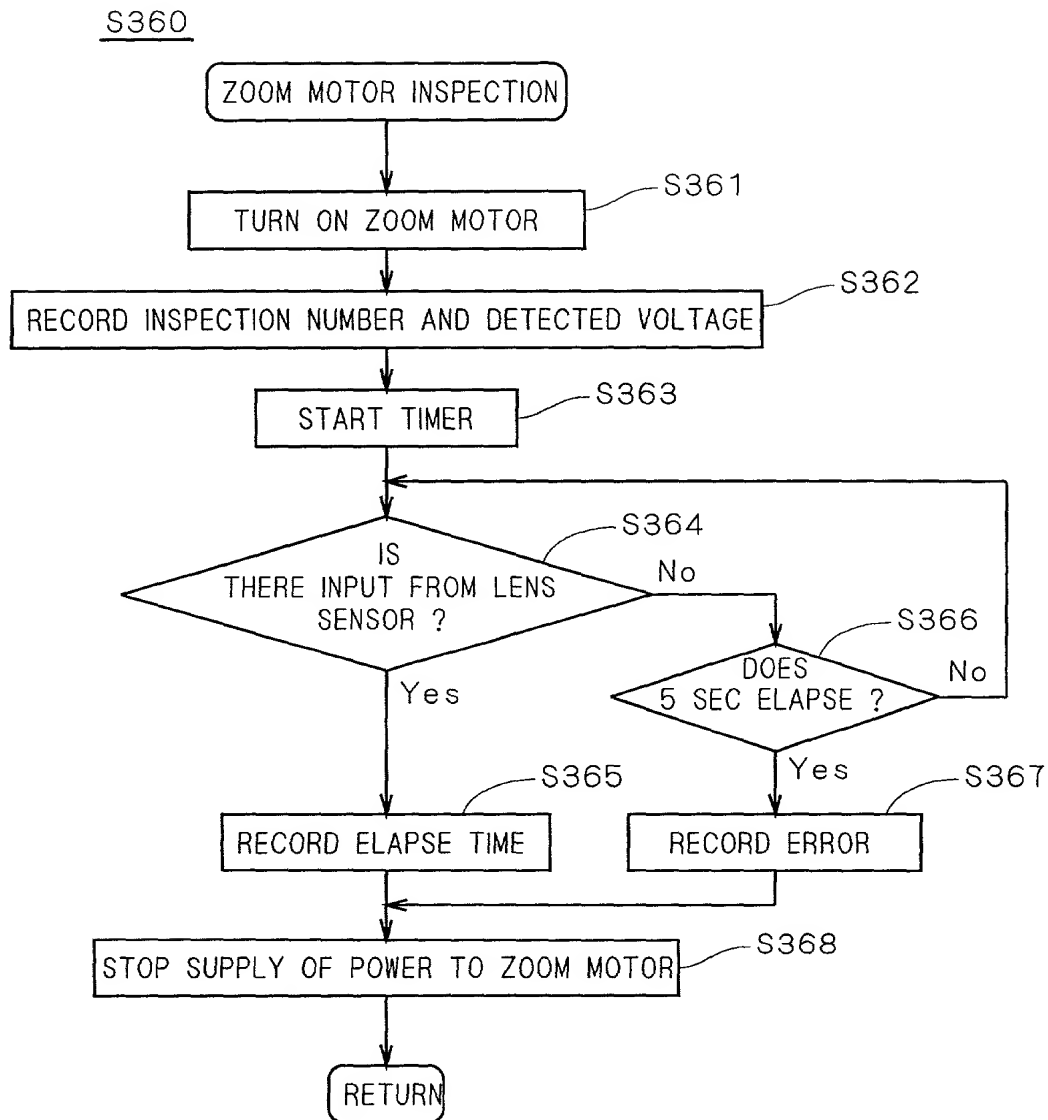 S360
ZOOM MOTOR INSPECTION
S361
TURN ON ZOOM MOTOR
S362
RECORD INSPECTION NUMBER AND DETECTED VOLTAGE
S363
START TIMER
S364
IS
THERE INPUT FROM LENS
SENSOR ?
No
Yes
S366
DOES
5 SEC ELAPSE ?
No
Yes
S365
RECORD ELAPSE TIME
S367
RECORD ERROR
S368
STOP SUPPLY OF POWER TO ZOOM MOTOR
RETURN